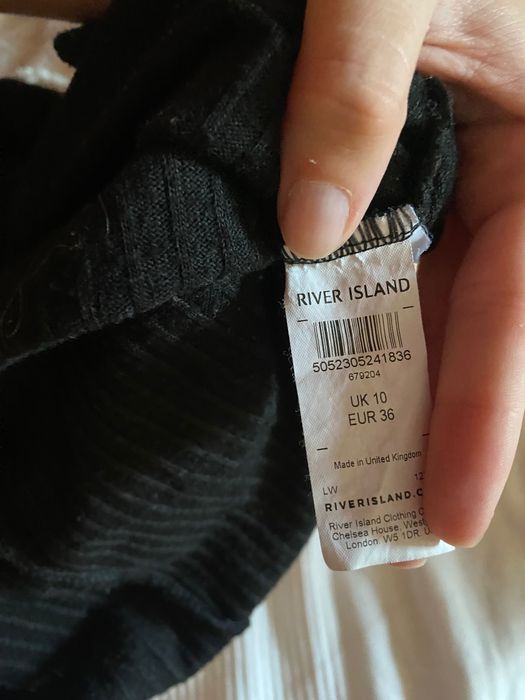 RIVER ISLAND
5052305241836
679204
UK 10
EUR 36
Made in United Kingdom
LW
RIVERISLAND.C
River Island Clothing
Chelsea House,
London. W5 1DR.